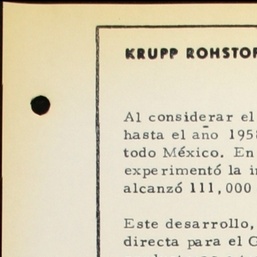 KRUPP ROHSTOF
Al considerar el
hasta el año 195
todo México. En
experimentó la i
alcanzó 111,000
Este desarrollo,
directa para el